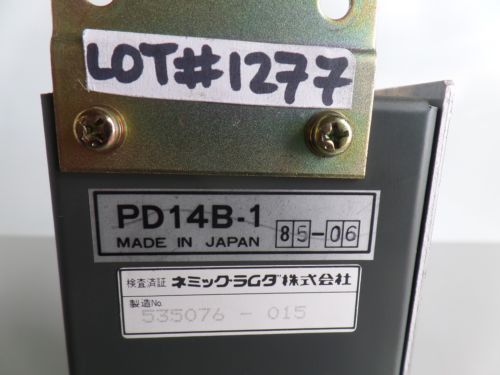 LOT#1277
PD14B-1
MADE IN JAPAN 85-06
検査済証 ネミック・ラムダ株式会社
製造No.
535076-015